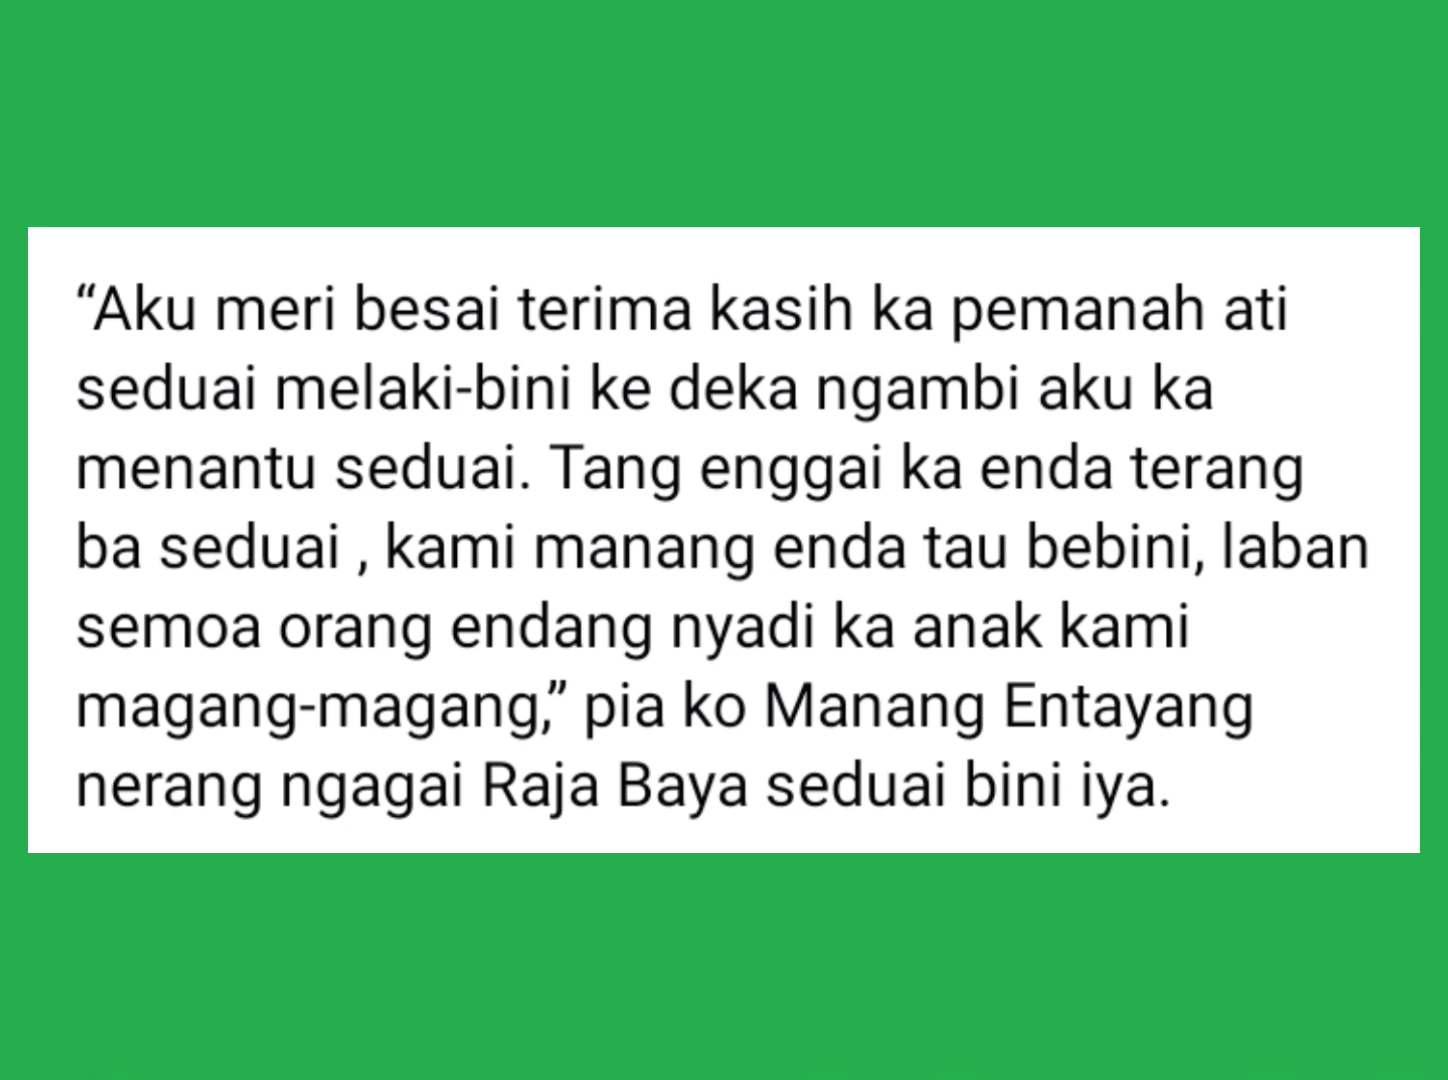 “Aku meri besai terima kasih ka pemanah ati
seduai melaki-bini ke deka ngambi aku ka
menantu seduai. Tang enggai ka enda terang
ba seduai , kami manang enda tau bebini, laban
semoa orang endang nyadi ka anak kami
magang-magang,” pia ko Manang Entayang
nerang ngagai Raja Baya seduai bini iya.